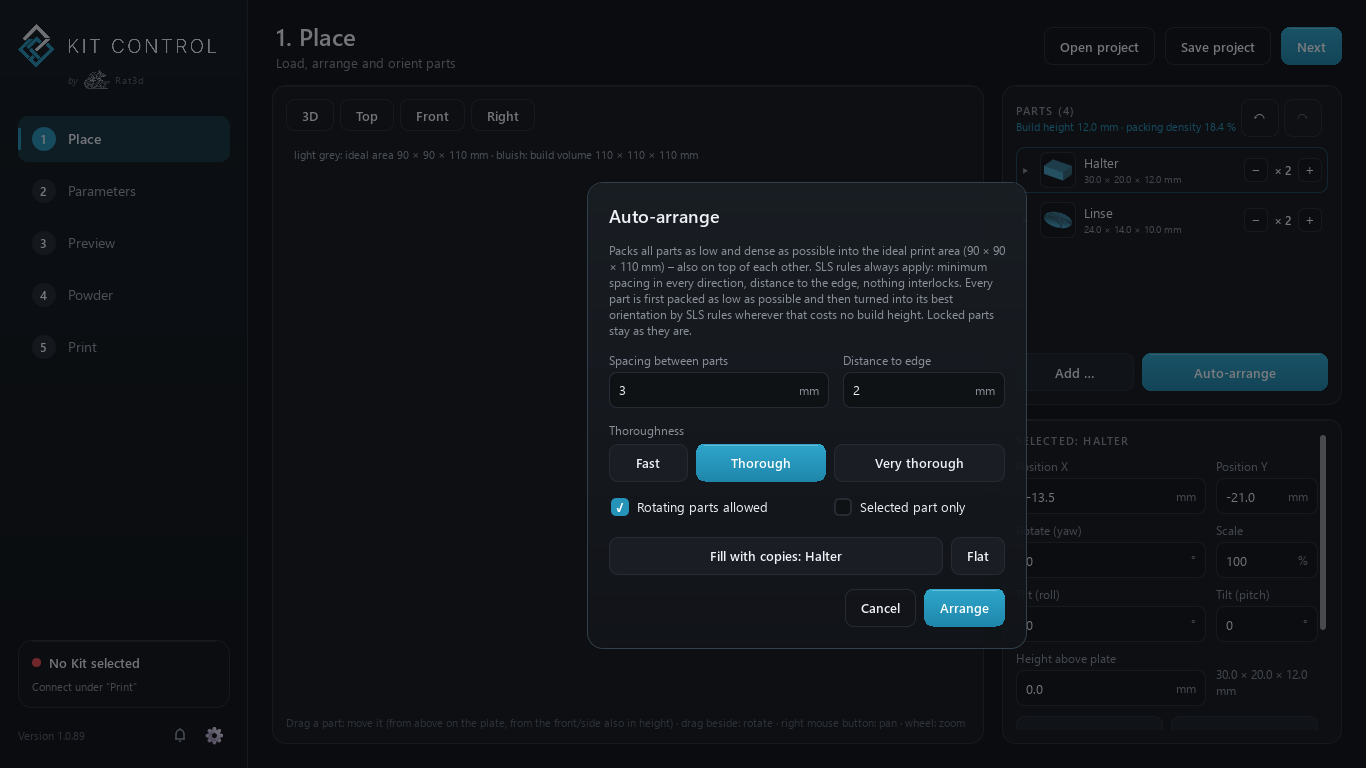 KIT CONTROL
by Rat3d
1 Place
2 Parameters
3 Preview
4 Powder
5 Print
No Kit selected
Connect under "Print"
Version 1.0.89
1. Place
Load, arrange and orient parts
Open project
Save project
Next
3D
Top
Front
Right
light grey: ideal area 90 × 90 × 110 mm · bluish: build volume 110 × 110 × 110 mm
Drag a part: move it (from above on the plate, from the front/side also in height) · drag beside: rotate · right mouse button: pan · wheel: zoom
PARTS (4)
Build height 12.0 mm · packing density 18.4 %
Halter
30.0 × 20.0 × 12.0 mm
− × 2 +
Linse
24.0 × 14.0 × 10.0 mm
− × 2 +
Add ...
Auto-arrange
Auto-arrange
Packs all parts as low and dense as possible into the ideal print area (90 × 90
× 110 mm) – also on top of each other. SLS rules always apply: minimum
spacing in every direction, distance to the edge, nothing interlocks. Every
part is first packed as low as possible and then turned into its best
orientation by SLS rules wherever that costs no build height. Locked parts
stay as they are.
Spacing between parts
3 mm
Distance to edge
2 mm
Thoroughness
Fast
Thorough
Very thorough
Rotating parts allowed
Selected part only
Fill with copies: Halter
Flat
Cancel
Arrange
SELECTED: HALTER
Position X
Position Y
-13.5 mm
-21.0 mm
Rotate (yaw)
Scale
0 °
100 %
(roll)
Tilt (pitch)
0 °
0 °
Height above plate
0.0 mm
30.0 × 20.0 × 12.0
mm